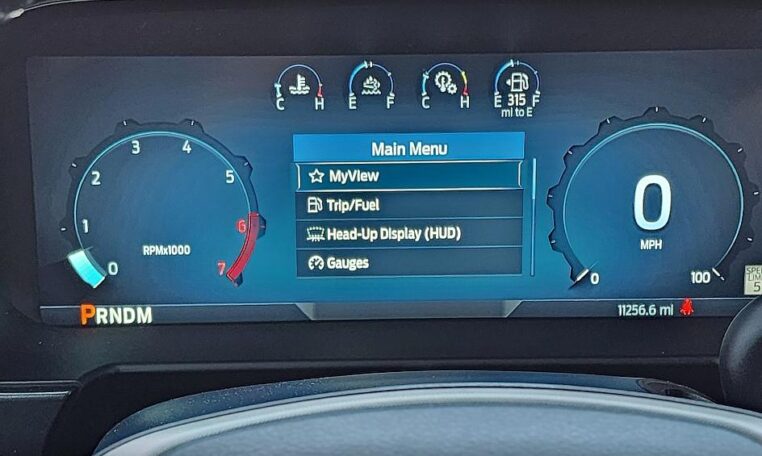 C H
E F
C H
E 315 F
mi to E
Main Menu
MyView
Trip/Fuel
Head-Up Display (HUD)
Gauges
0
1
2
3
4
5
6
7
RPMx1000
0
MPH
0
100
PRNDM
11256.6 mi
5